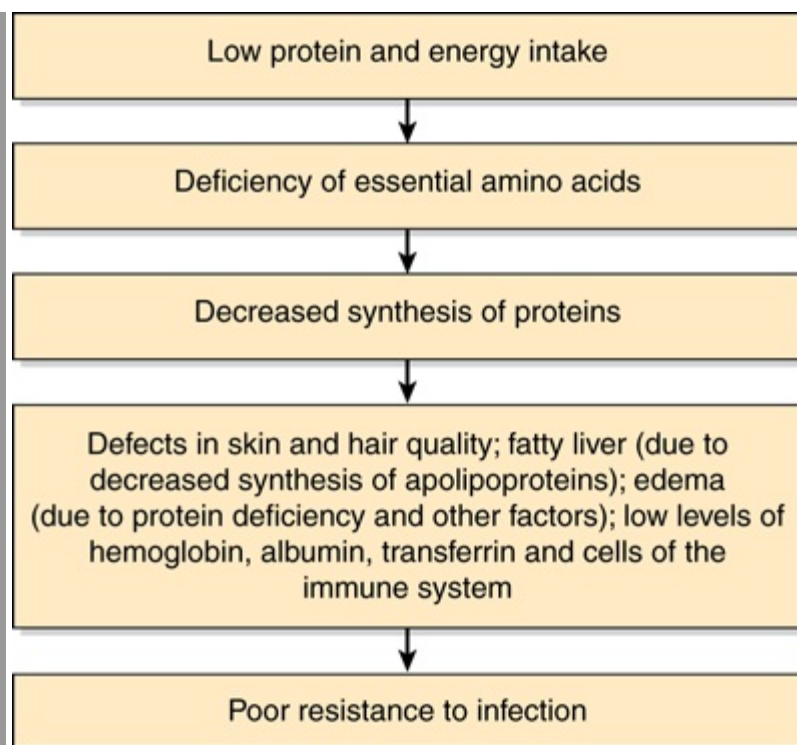 Low protein and energy intake
Deficiency of essential amino acids
Decreased synthesis of proteins
Defects in skin and hair quality; fatty liver (due to
decreased synthesis of apolipoproteins); edema
(due to protein deficiency and other factors); low levels of
hemoglobin, albumin, transferrin and cells of the
immune system
Poor resistance to infection